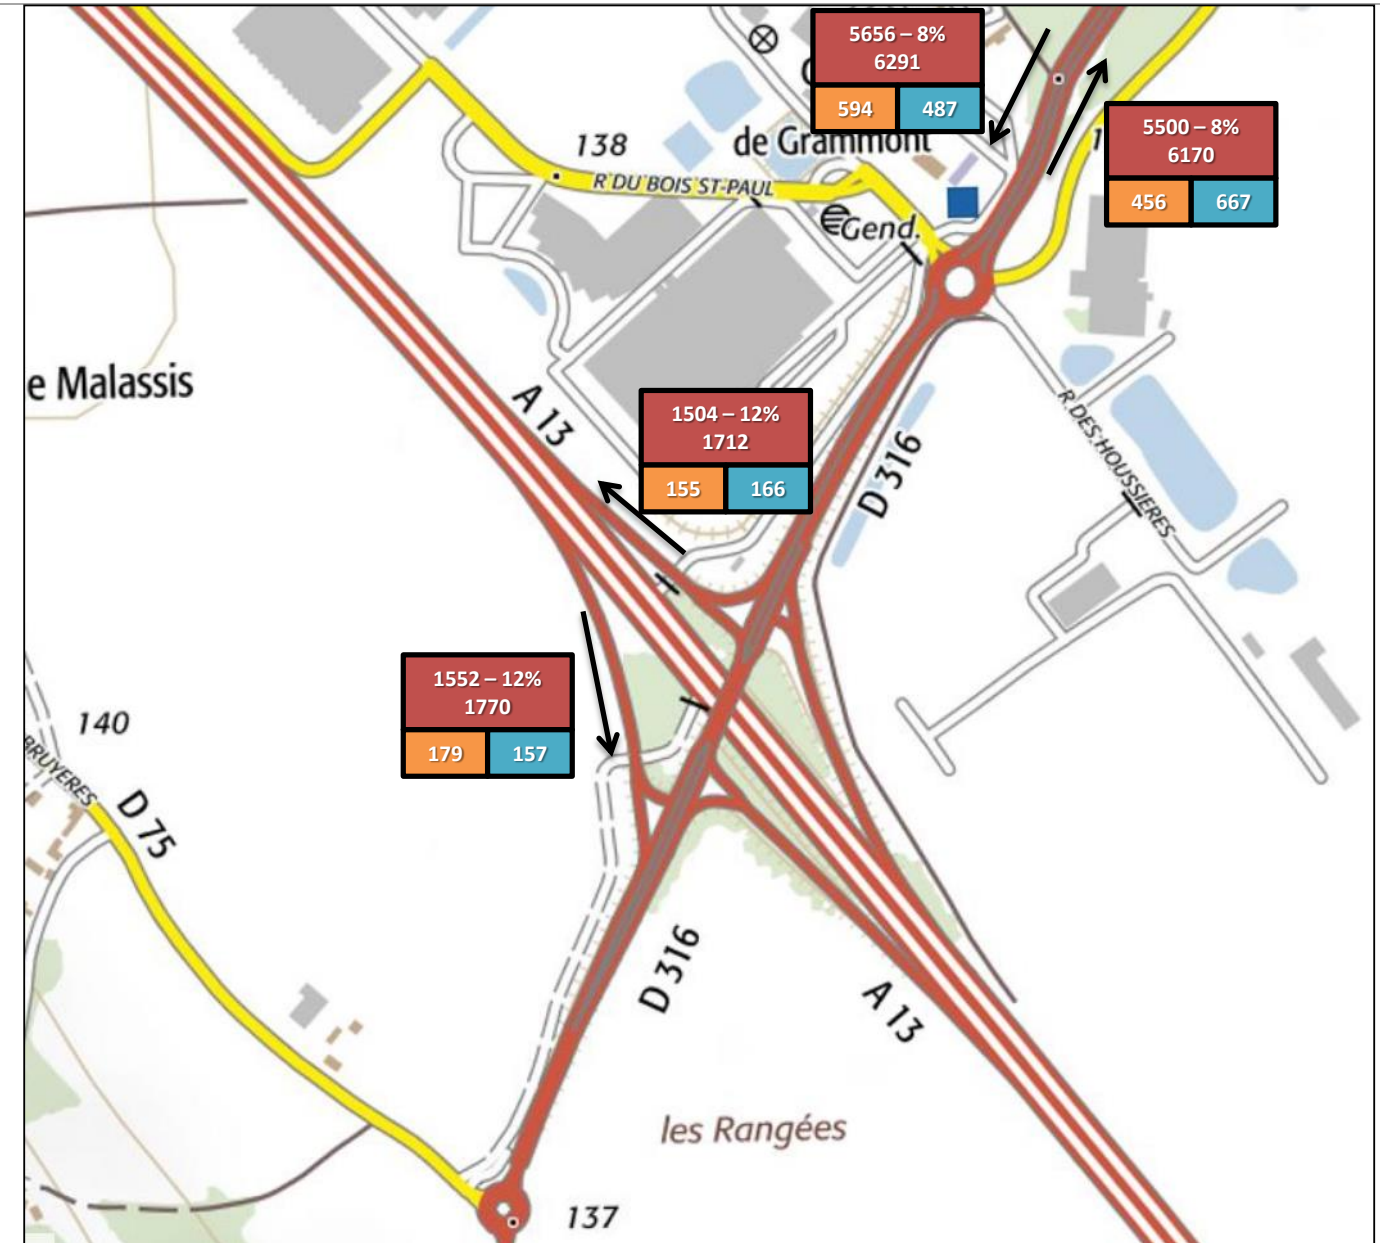 5656 – 8%
6291
594 487
5500 – 8%
6170
456 667
138
de Grammont
R DU BOIS ST-PAUL
Gend.
e Malassis
A 13
1504 – 12%
1712
155 166
D 316
R DES HOUSSIERES
1552 – 12%
1770
179 157
140
BRUYERES
D 75
D 316
A 13
les Rangées
137